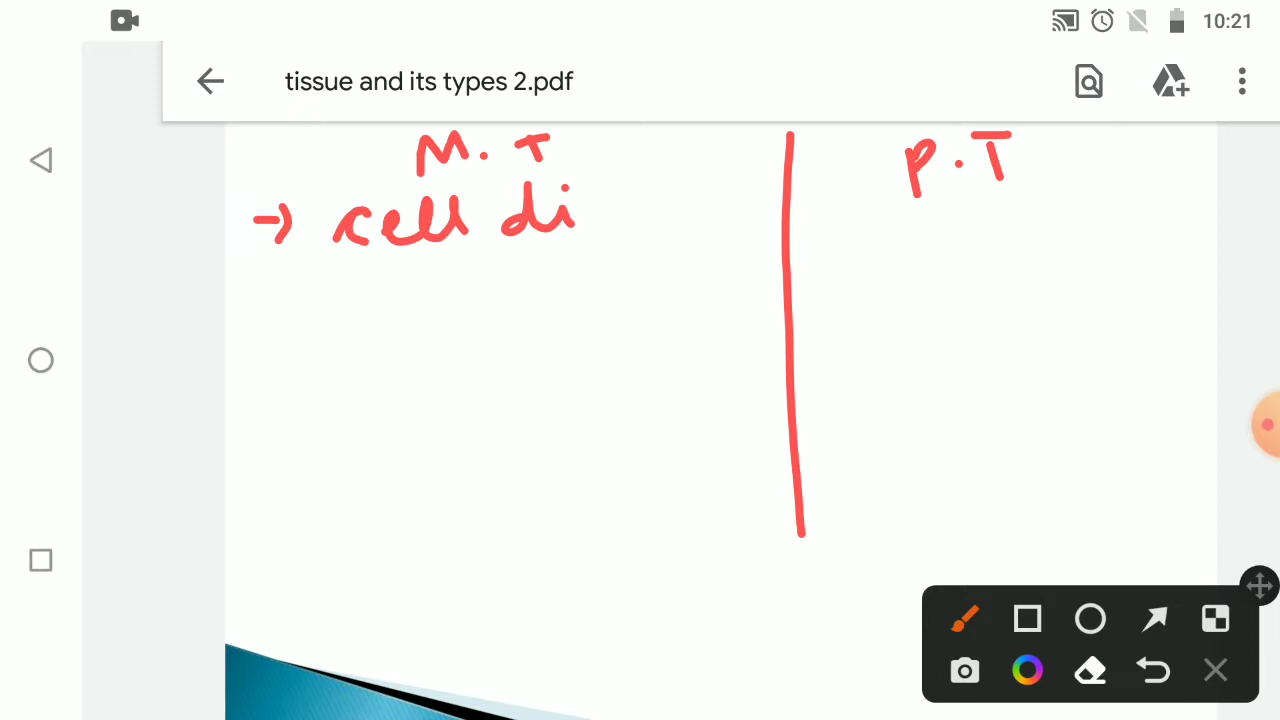 10:21
tissue and its types 2.pdf
M.T
P.T
→ cell di